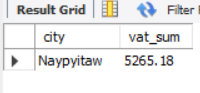 Result Grid Filter
city vat_sum
Naypyitaw 5265.18